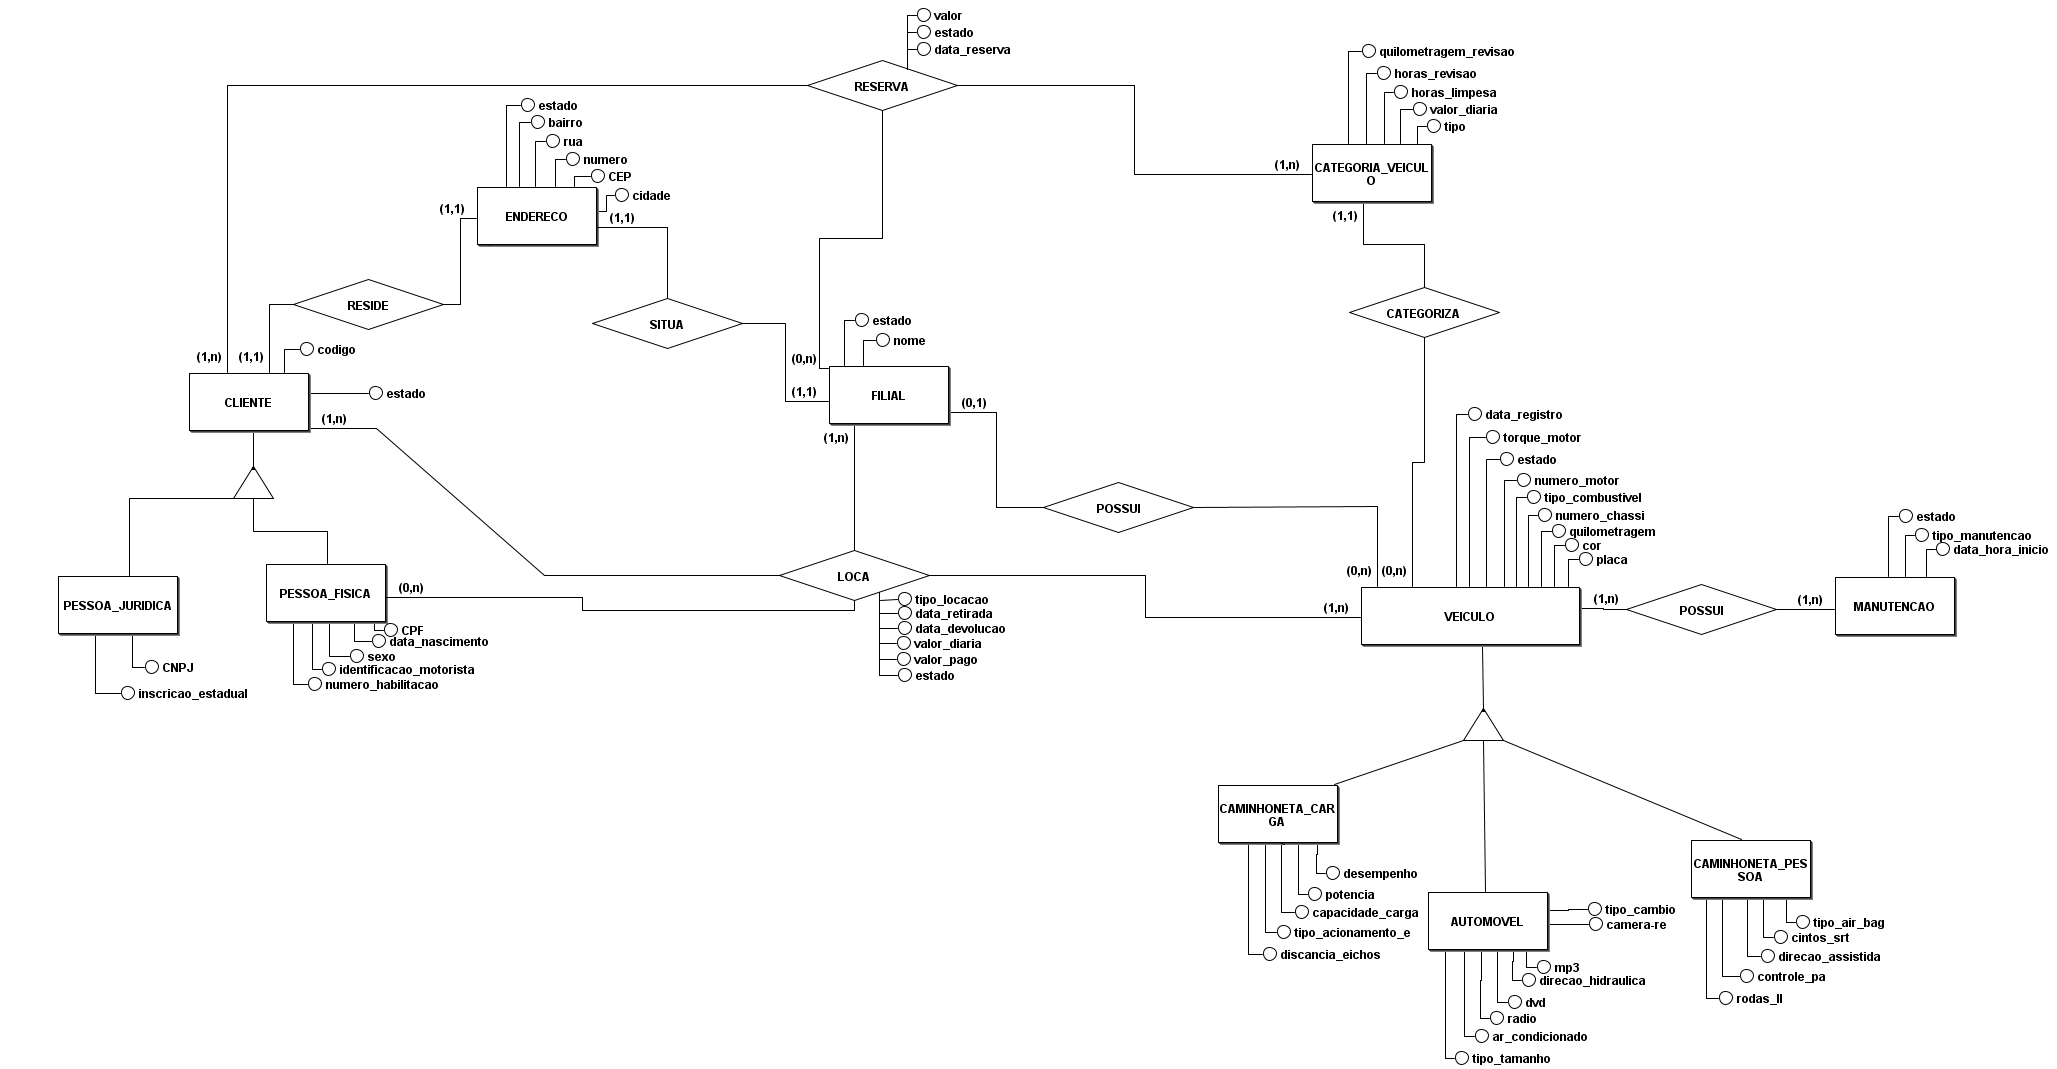 valor
estado
data_reserva
RESERVA
quilometragem_revisao
horas_revisao
horas_limpesa
valor_diaria
tipo
(1,n)
CATEGORIA_VEICUL
O
(1,1)
estado
bairro
rua
numero
CEP
cidade
(1,1)
ENDERECO
(1,1)
RESIDE
SITUA
CATEGORIZA
estado
nome
(1,n)
(1,1)
codigo
(0,n)
CLIENTE
estado
(1,1)
FILIAL
(0,1)
(1,n)
(1,n)
data_registro
torque_motor
estado
numero_motor
tipo_combustivel
numero_chassi
quilometragem
cor
placa
POSSUI
estado
tipo_manutencao
data_hora_inicio
(0,n)
(0,n)
LOCA
PESSOA_JURIDICA
PESSOA_FISICA
(0,n)
(1,n)
VEICULO
(1,n)
POSSUI
(1,n)
MANUTENCAO
tipo_locacao
data_retirada
data_devolucao
valor_diaria
valor_pago
estado
CPF
data_nascimento
sexo
identificacao_motorista
numero_habilitacao
CNPJ
inscricao_estadual
CAMINHONETA_CAR
GA
desempenho
potencia
capacidade_carga
tipo_acionamento_e
discancia_eichos
AUTOMOVEL
tipo_cambio
camera-re
mp3
direcao_hidraulica
dvd
radio
ar_condicionado
tipo_tamanho
CAMINHONETA_PES
SOA
tipo_air_bag
cintos_srt
direcao_assistida
controle_pa
rodas_ll